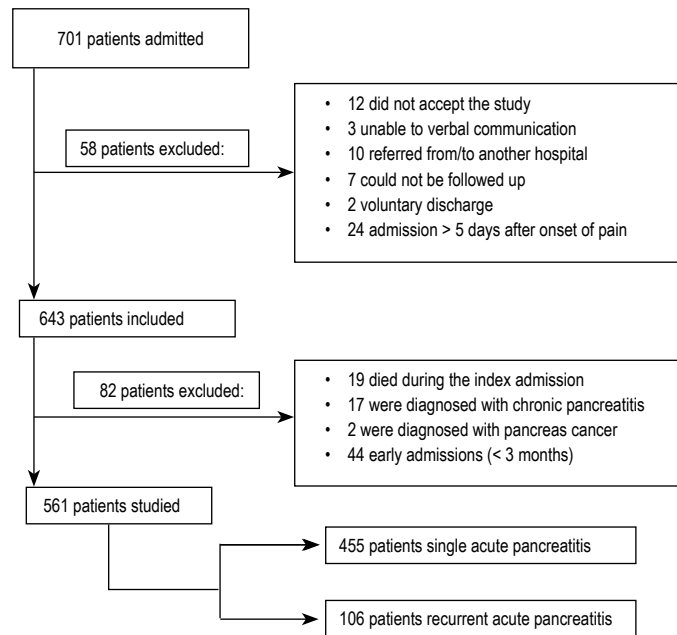 701 patients admitted
58 patients excluded:
• 12 did not accept the study
• 3 unable to verbal communication
• 10 referred from/to another hospital
• 7 could not be followed up
• 2 voluntary discharge
• 24 admission > 5 days after onset of pain
643 patients included
82 patients excluded:
• 19 died during the index admission
• 17 were diagnosed with chronic pancreatitis
• 2 were diagnosed with pancreas cancer
• 44 early admissions (< 3 months)
561 patients studied
455 patients single acute pancreatitis
106 patients recurrent acute pancreatitis